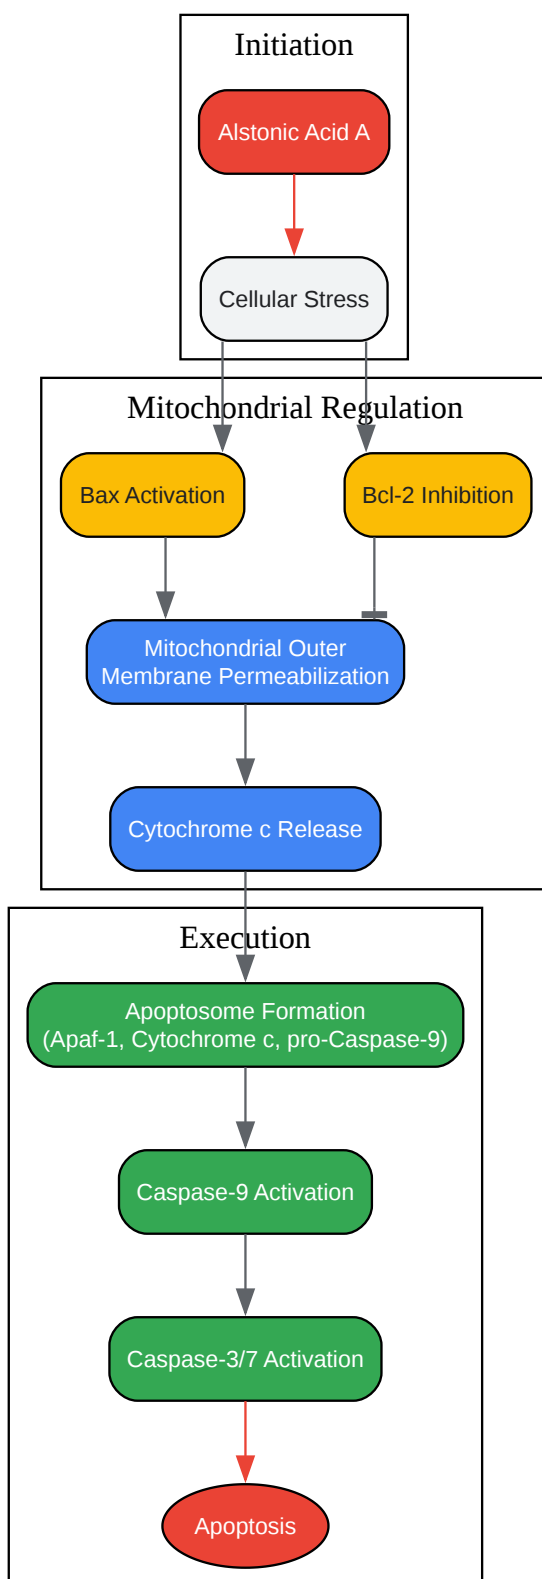 Initiation
Alstonic Acid A
Cellular Stress
Mitochondrial Regulation
Bax Activation
Bcl-2 Inhibition
Mitochondrial Outer
Membrane Permeabilization
Cytochrome c Release
Execution
Apoptosome Formation
(Apaf-1, Cytochrome c, pro-Caspase-9)
Caspase-9 Activation
Caspase-3/7 Activation
Apoptosis